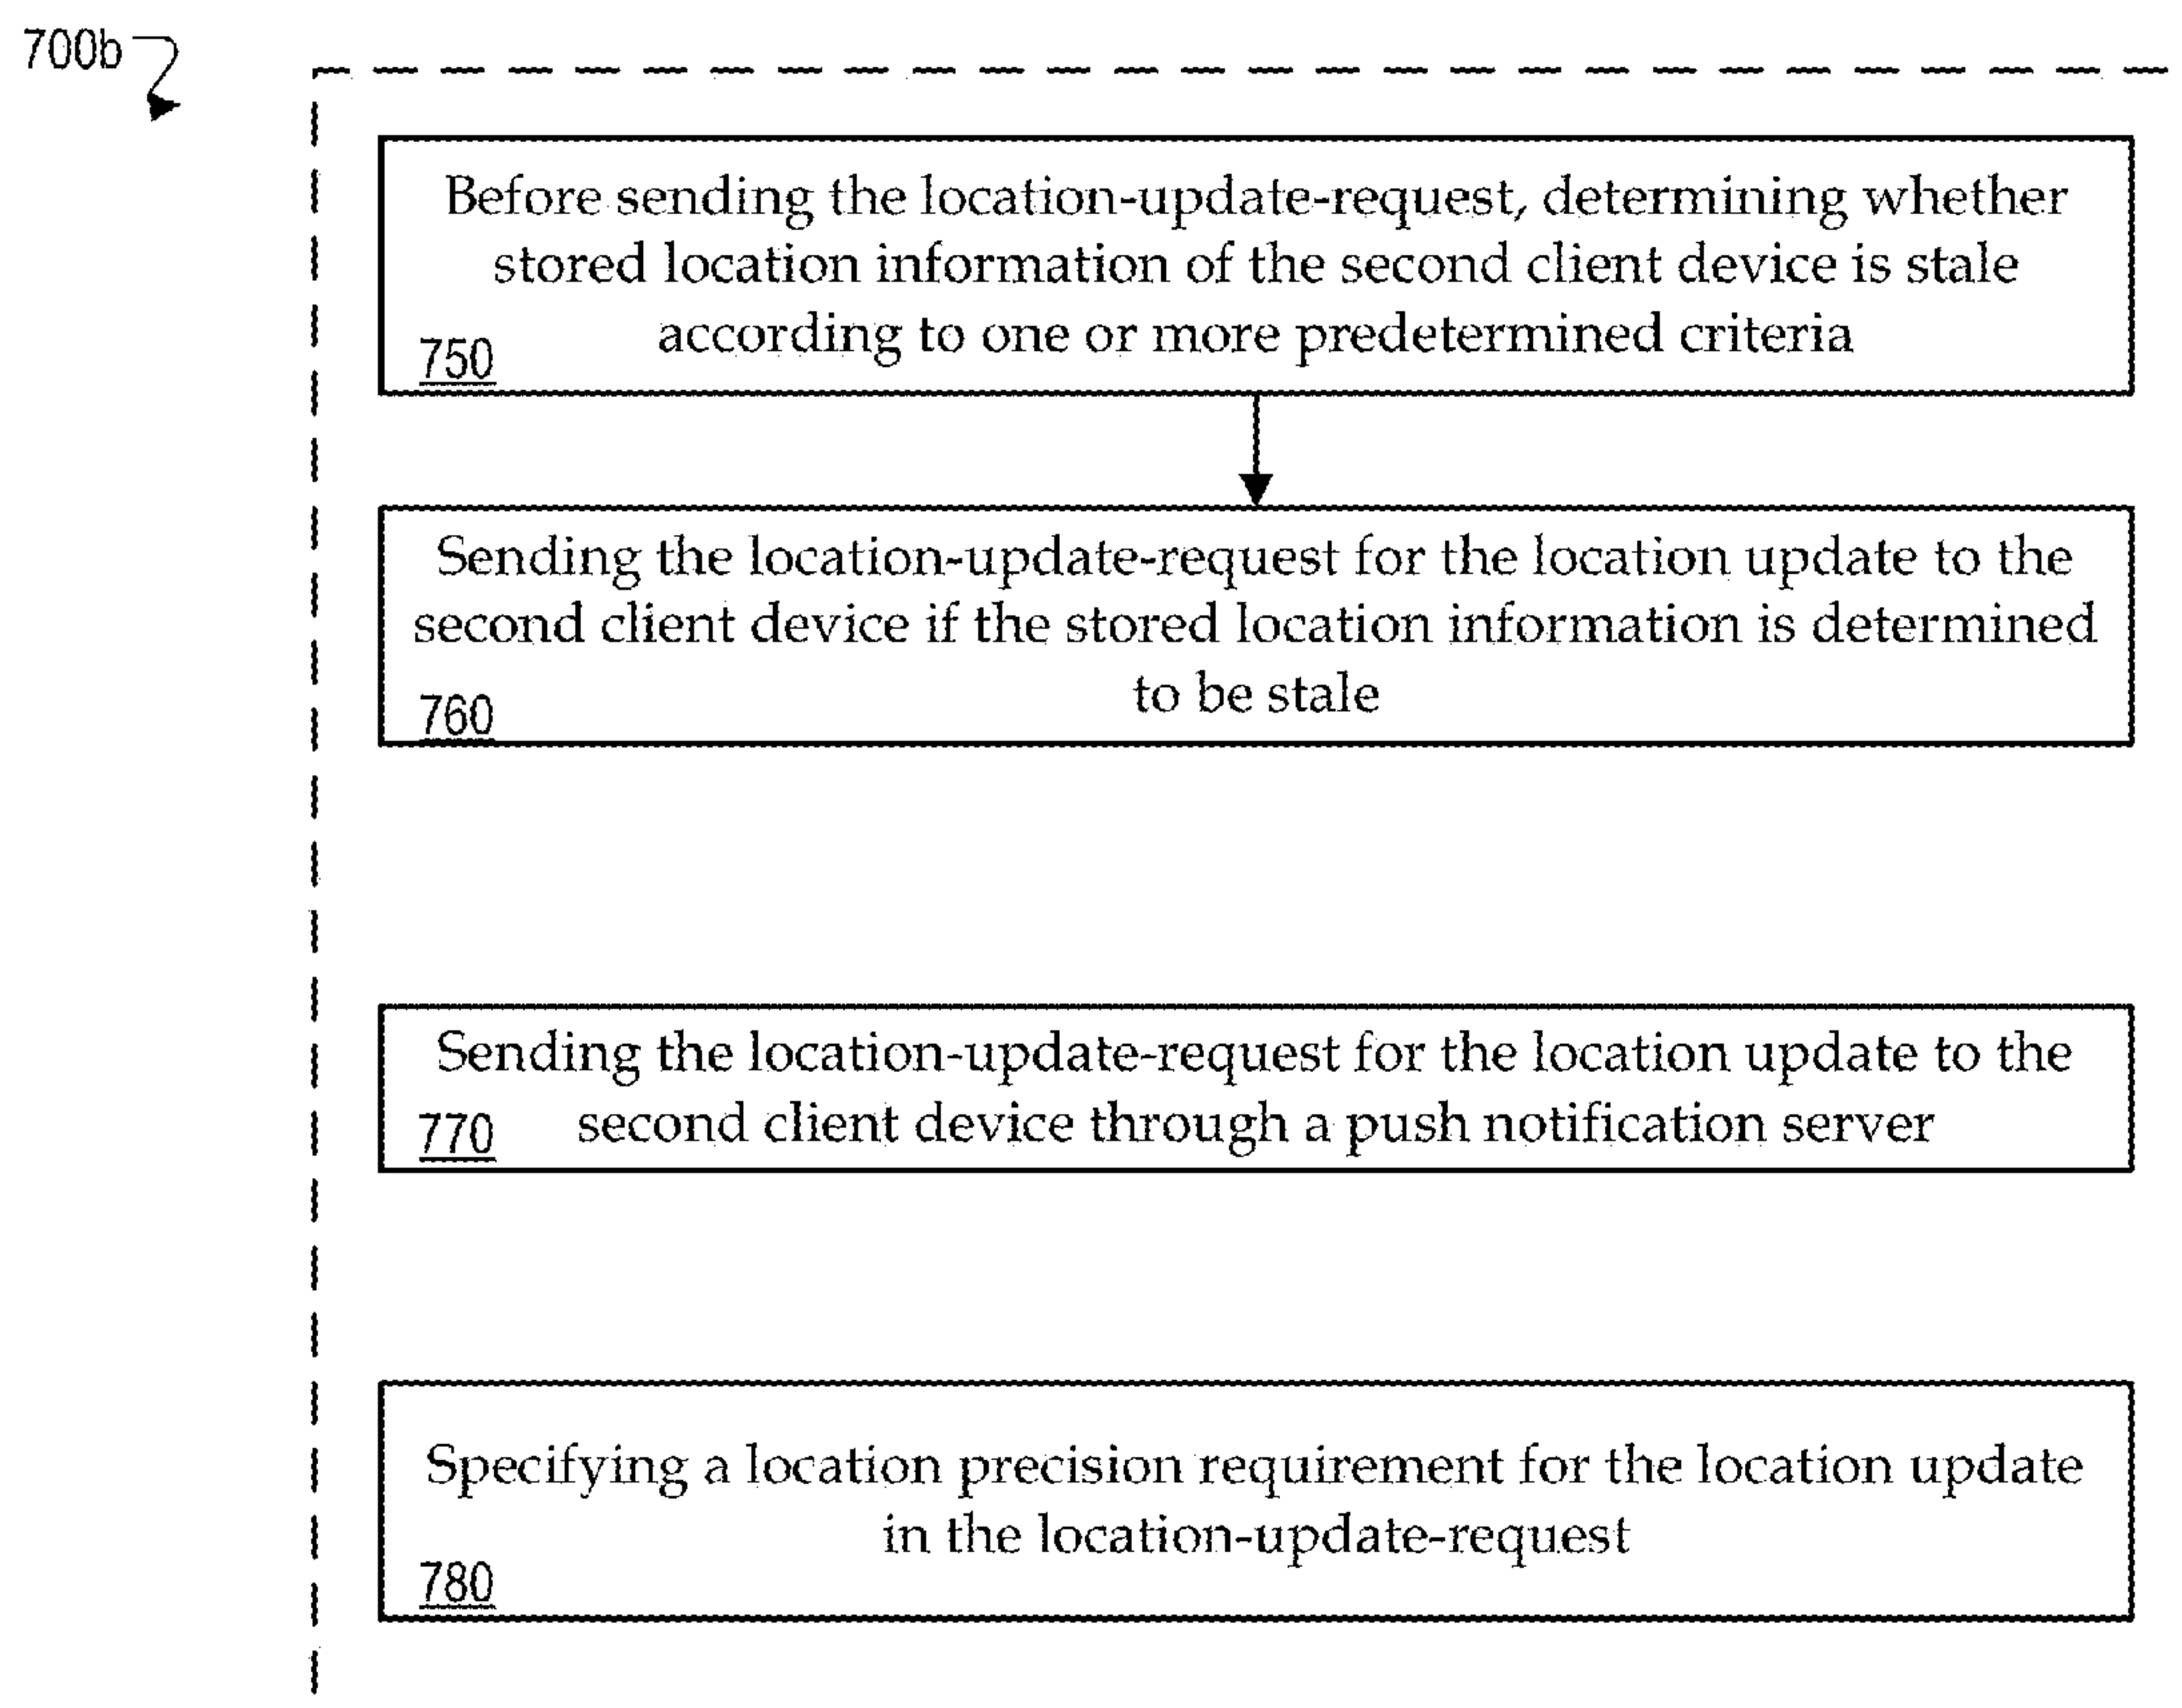 700b
Before sending the location-update-request, determining whether
stored location information of the second client device is stale
according to one or more predetermined criteria
750
Sending the location-update-request for the location update to the
second client device if the stored location information is determined
to be stale
760
Sending the location-update-request for the location update to the
second client device through a push notification server
770
Specifying a location precision requirement for the location update
in the location-update-request
780